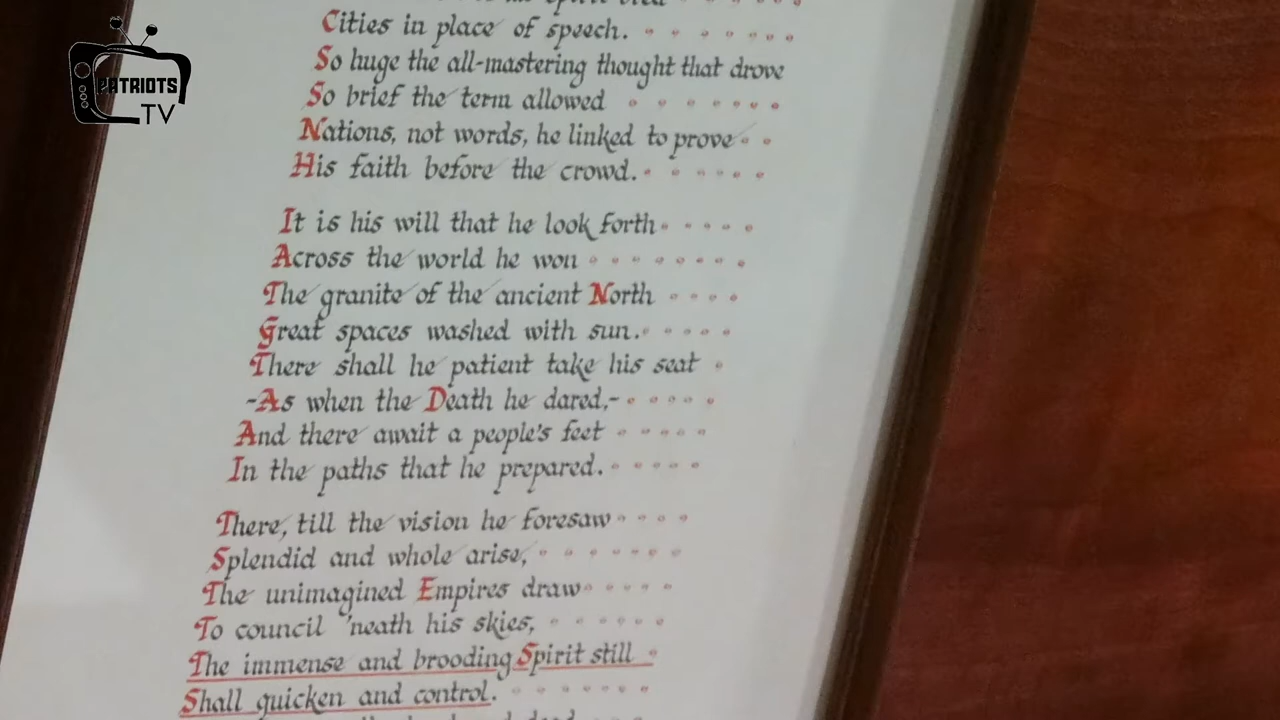 PATRIOTS
TV
Cities in place of speech.
So huge the all-mastering thought that drove
So brief the term allowed
Nations, not words, he linked to prove
His faith before the crowd.
It is his will that he look forth
Across the world he won
The granite of the ancient North
Great spaces washed with sun.
There shall he patient take his seat
-As when the Death he dared,-
And there await a people's feet
In the paths that he prepared.
There, till the vision he foresaw
Splendid and whole arise,
The unimagined Empires draw
To council 'neath his skies,
The immense and brooding Spirit still
Shall quicken and control.